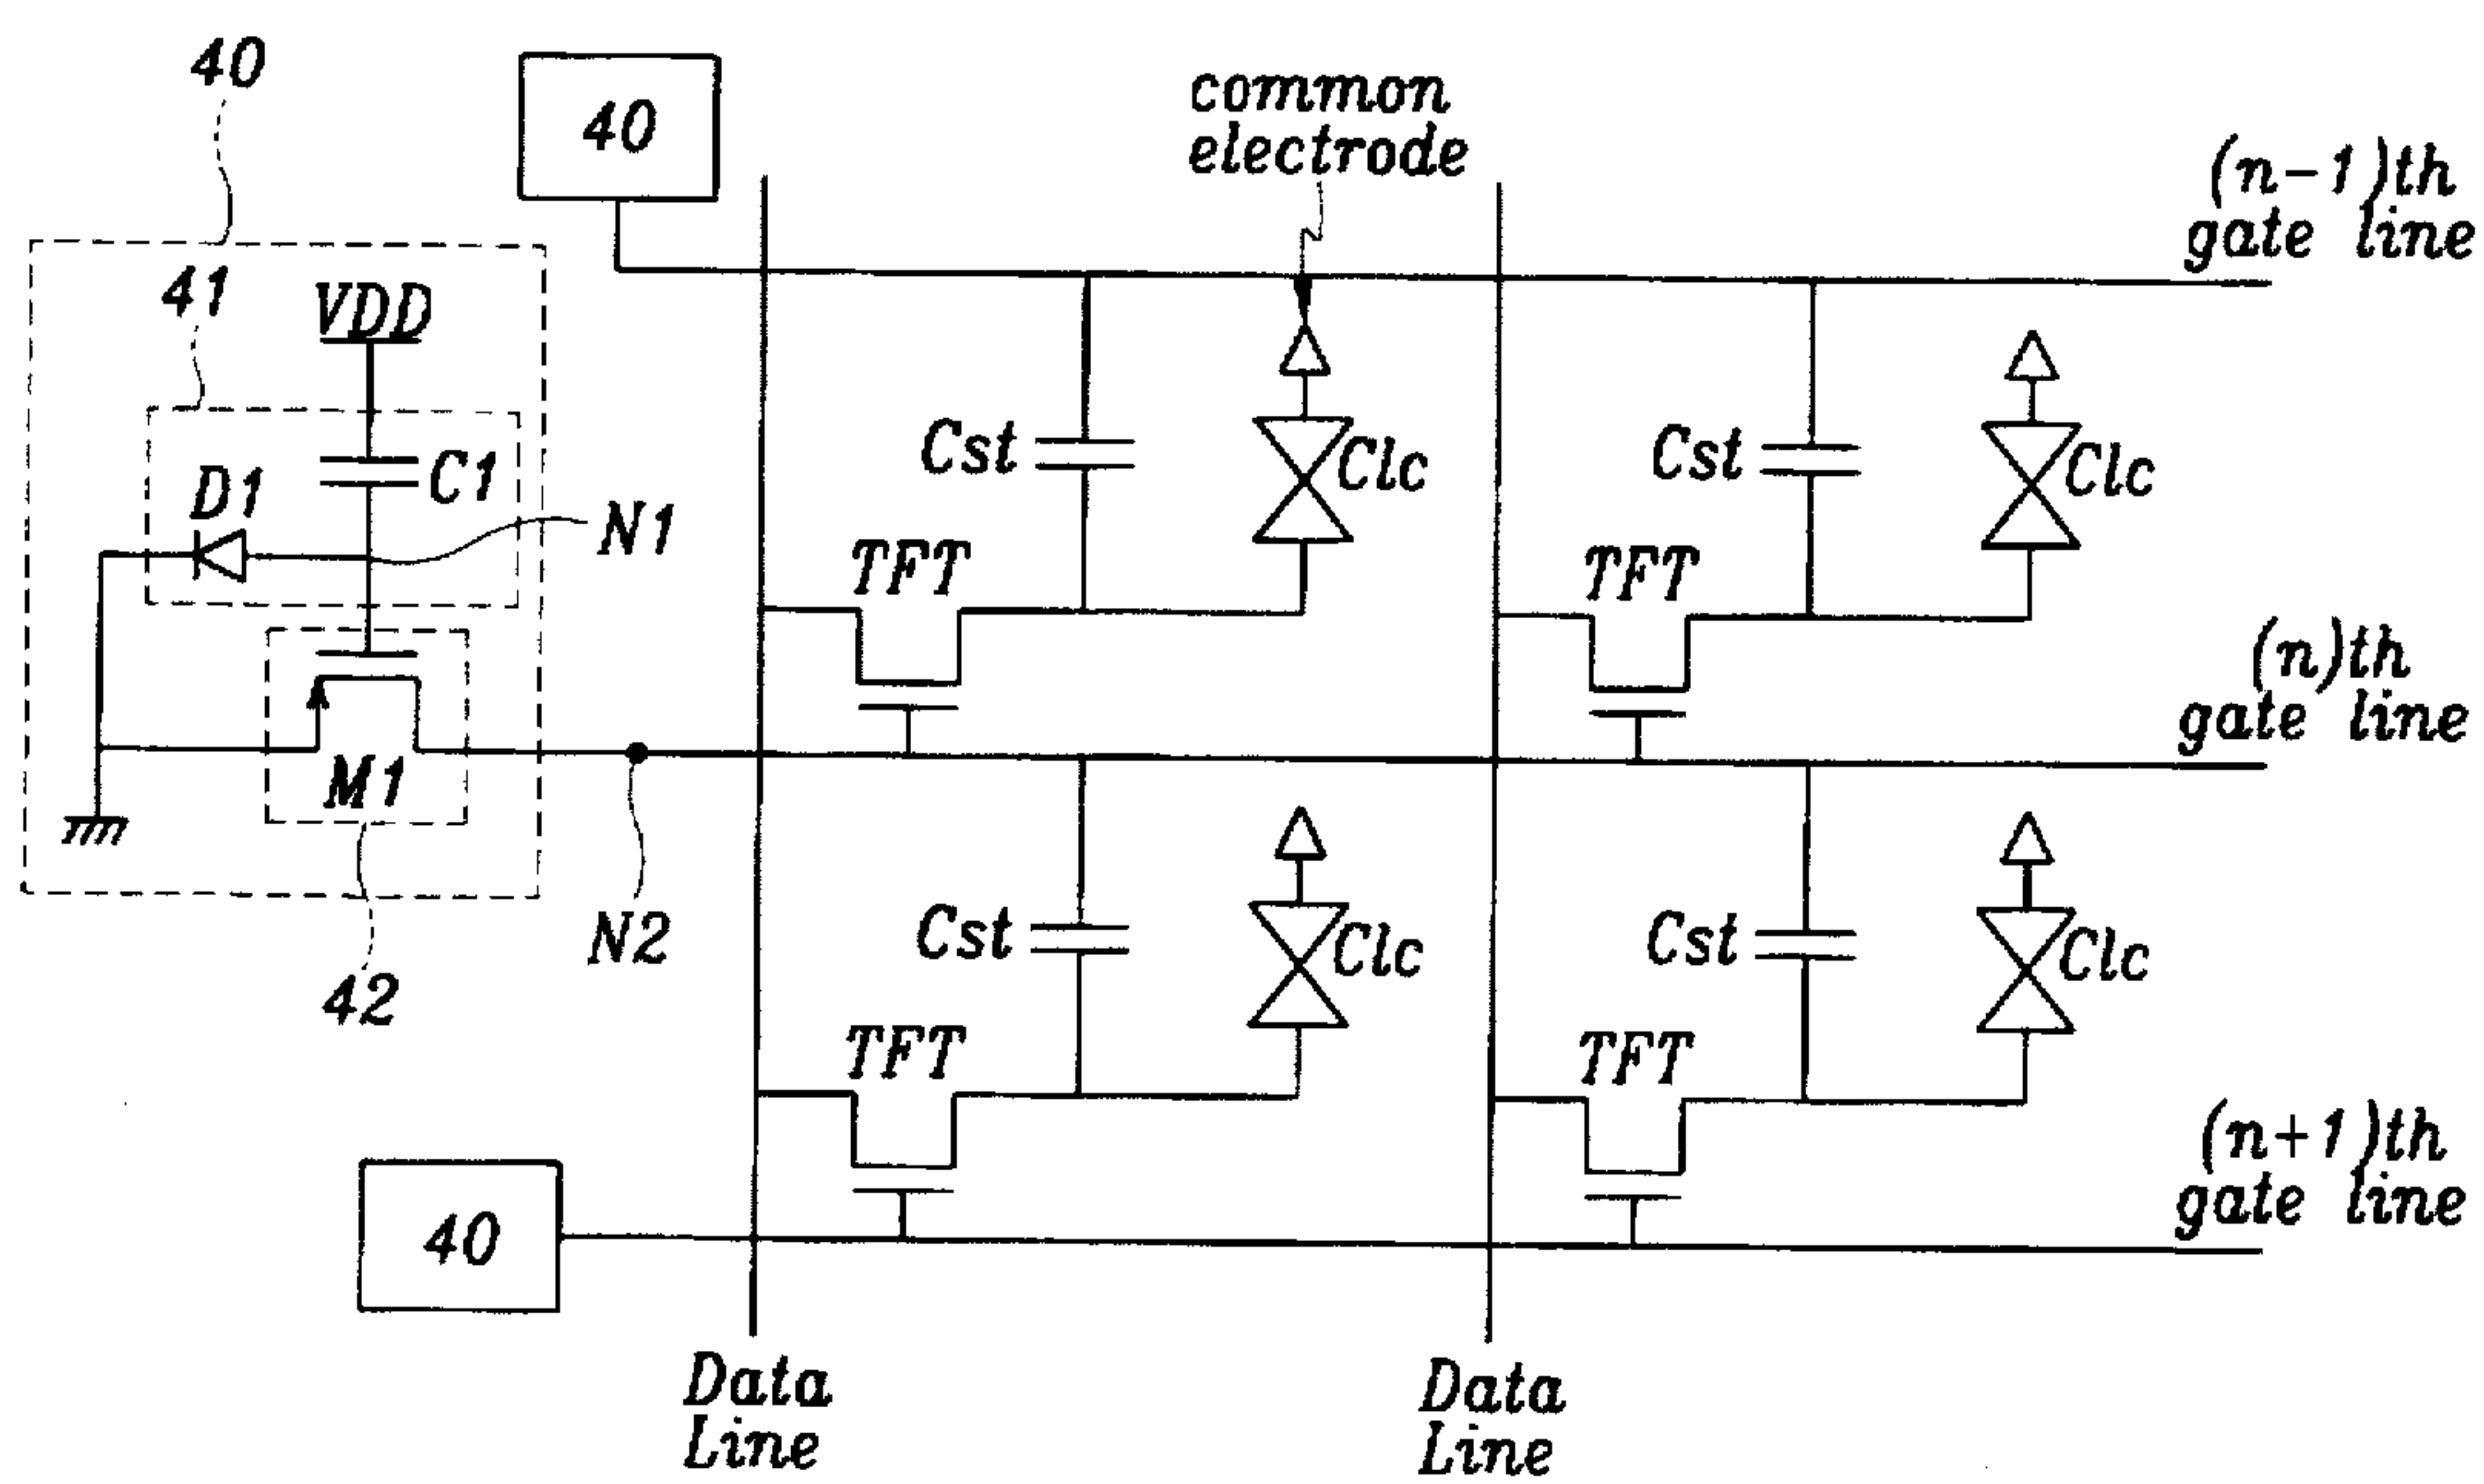 40
40
common
electrode
(n-1)th
gate line
41
VDD
C1
D1
N1
Cst
Clc
Cst
Clc
TFT
TFT
(n)th
gate line
M1
N2
42
Cst
Clc
Cst
Clc
TFT
TFT
(n+1)th
gate line
40
Data
Line
Data
Line